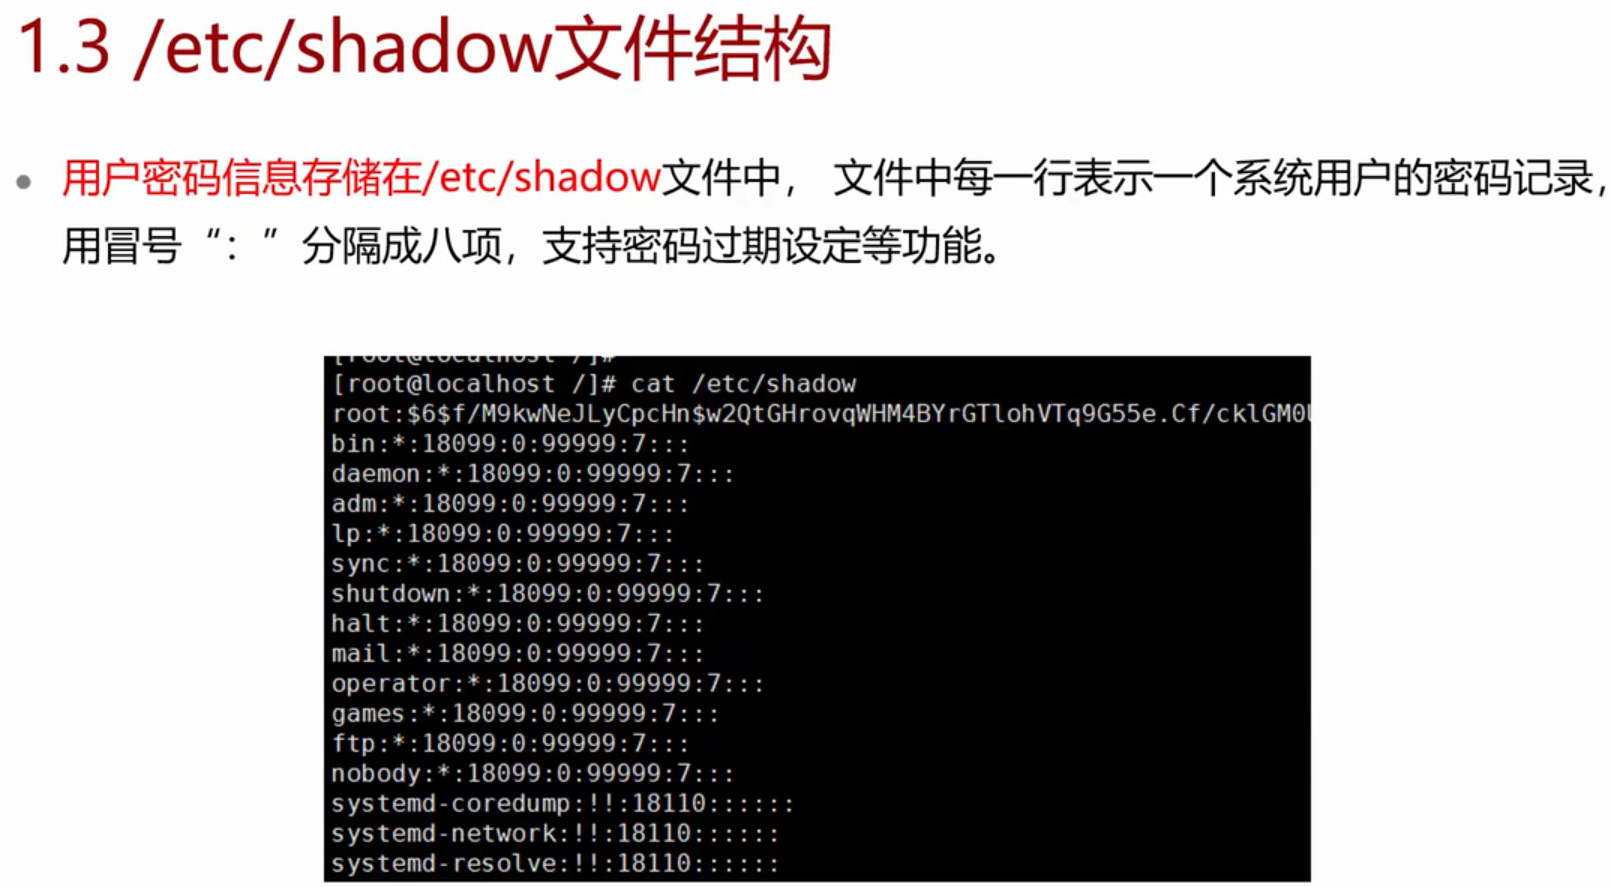 1.3 /etc/shadow文件结构
用户密码信息存储在/etc/shadow文件中， 文件中每一行表示一个系统用户的密码记录，
用冒号“：”分隔成八项，支持密码过期设定等功能。
[root@localhost /]#
[root@localhost /]# cat /etc/shadow
root:$6$f/M9kwNeJLyCpcHn$w2QtGHrovqWHM4BYrGTlohVTq9G55e.Cf/cklGM0U
bin:*:18099:0:99999:7:::
daemon:*:18099:0:99999:7:::
adm:*:18099:0:99999:7:::
lp:*:18099:0:99999:7:::
sync:*:18099:0:99999:7:::
shutdown:*:18099:0:99999:7:::
halt:*:18099:0:99999:7:::
mail:*:18099:0:99999:7:::
operator:*:18099:0:99999:7:::
games:*:18099:0:99999:7:::
ftp:*:18099:0:99999:7:::
nobody:*:18099:0:99999:7:::
systemd-coredump:!!:18110::::::
systemd-network:!!:18110::::::
systemd-resolve:!!:18110::::::